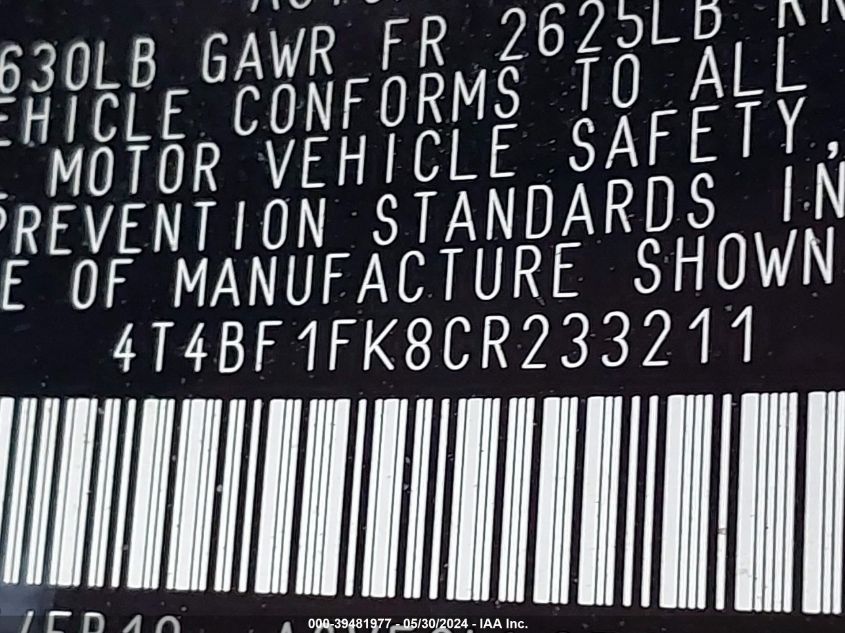 630LB GAWR FR 2625LB
EHICLE CONFORMS TO ALL
MOTOR VEHICLE SAFETY,
PREVENTION STANDARDS IN
E OF MANUFACTURE SHOWN
4T4BF1FK8CR233211
000-39481977 - 05/30/2024 - IAA Inc.